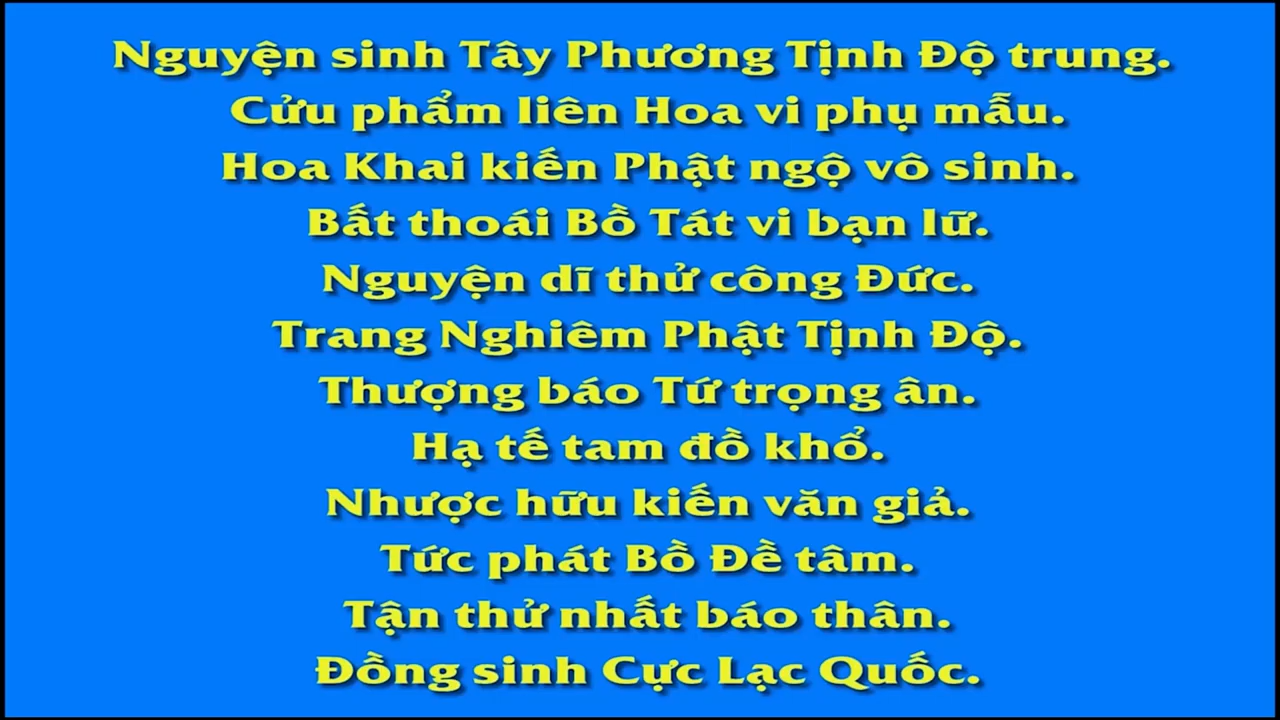 Nguyện sinh Tây Phương Tịnh Độ trung.
Cửu phẩm liên Hoa vi phụ mẫu.
Hoa Khai kiến Phật ngộ vô sinh.
Bất thoái Bồ Tát vi bạn lữ.
Nguyện dĩ thử công Đức.
Trang Nghiêm Phật Tịnh Độ.
Thượng báo Tứ trọng ân.
Hạ tế tam đồ khổ.
Nhược hữu kiến văn giả.
Tức phát Bồ Đề tâm.
Tận thử nhất báo thân.
Đồng sinh Cực Lạc Quốc.